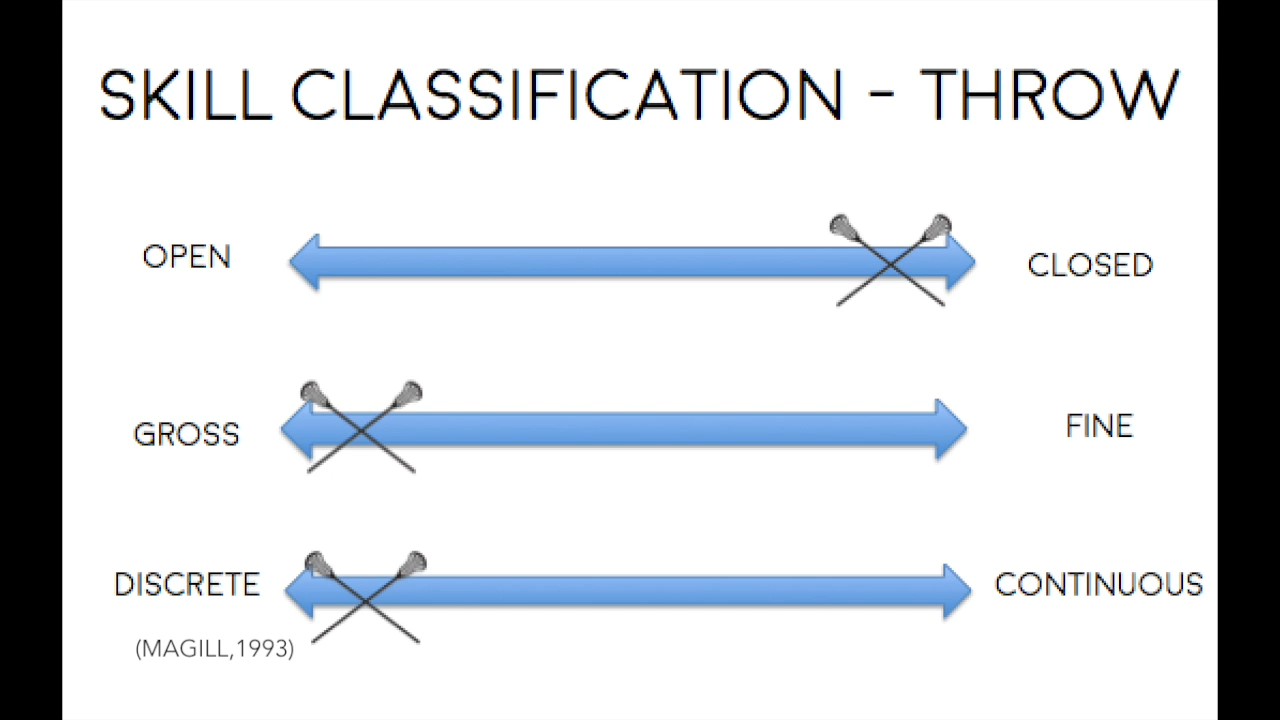 SKILL CLASSIFICATION - THROW
OPEN
CLOSED
GROSS
FINE
DISCRETE
CONTINUOUS
(MAGILL,1993)